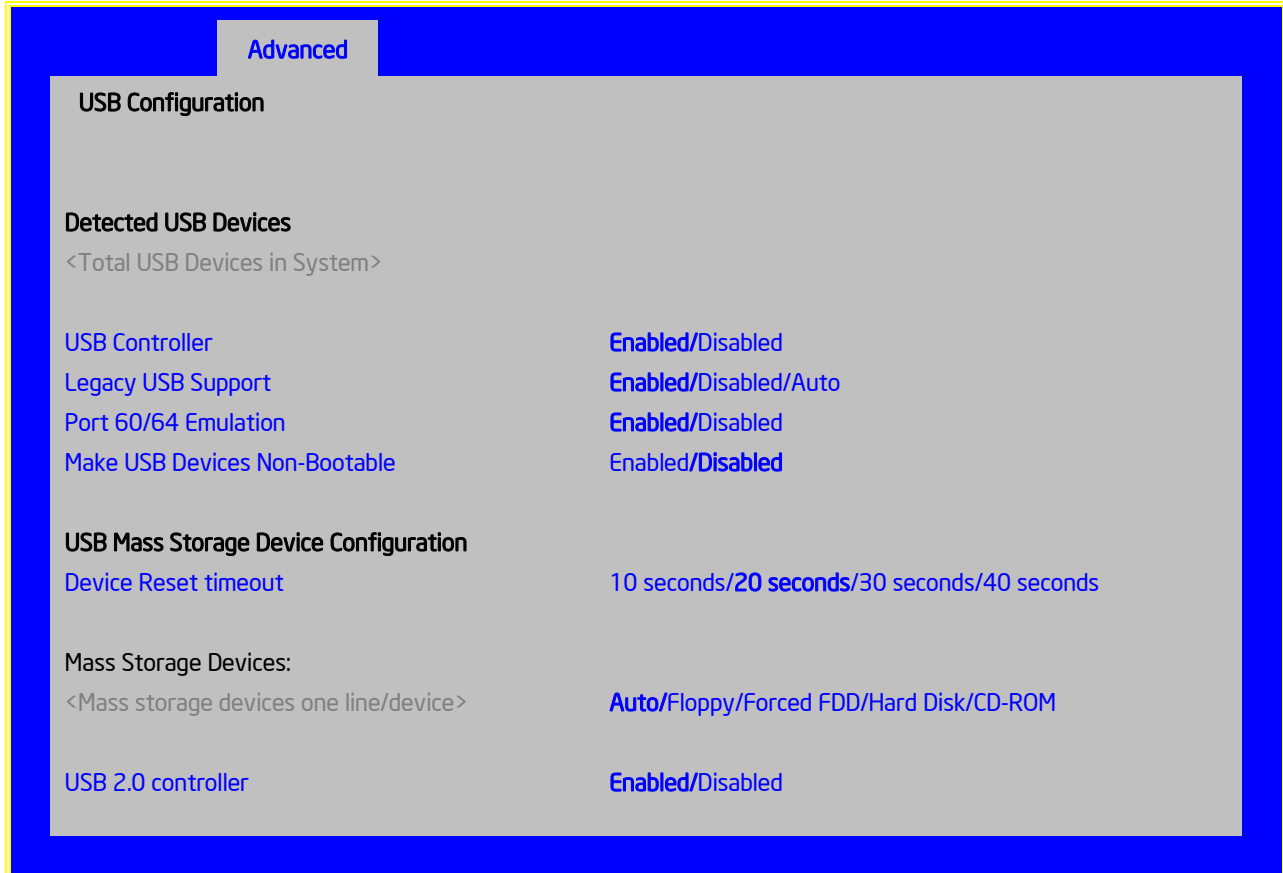 Advanced
USB Configuration
Detected USB Devices
<Total USB Devices in System>
USB Controller Enabled/Disabled
Legacy USB Support Enabled/Disabled/Auto
Port 60/64 Emulation Enabled/Disabled
Make USB Devices Non-Bootable Enabled/Disabled
USB Mass Storage Device Configuration
Device Reset timeout 10 seconds/20 seconds/30 seconds/40 seconds
Mass Storage Devices:
<Mass storage devices one line/device> Auto/Floppy/Forced FDD/Hard Disk/CD-ROM
USB 2.0 controller Enabled/Disabled